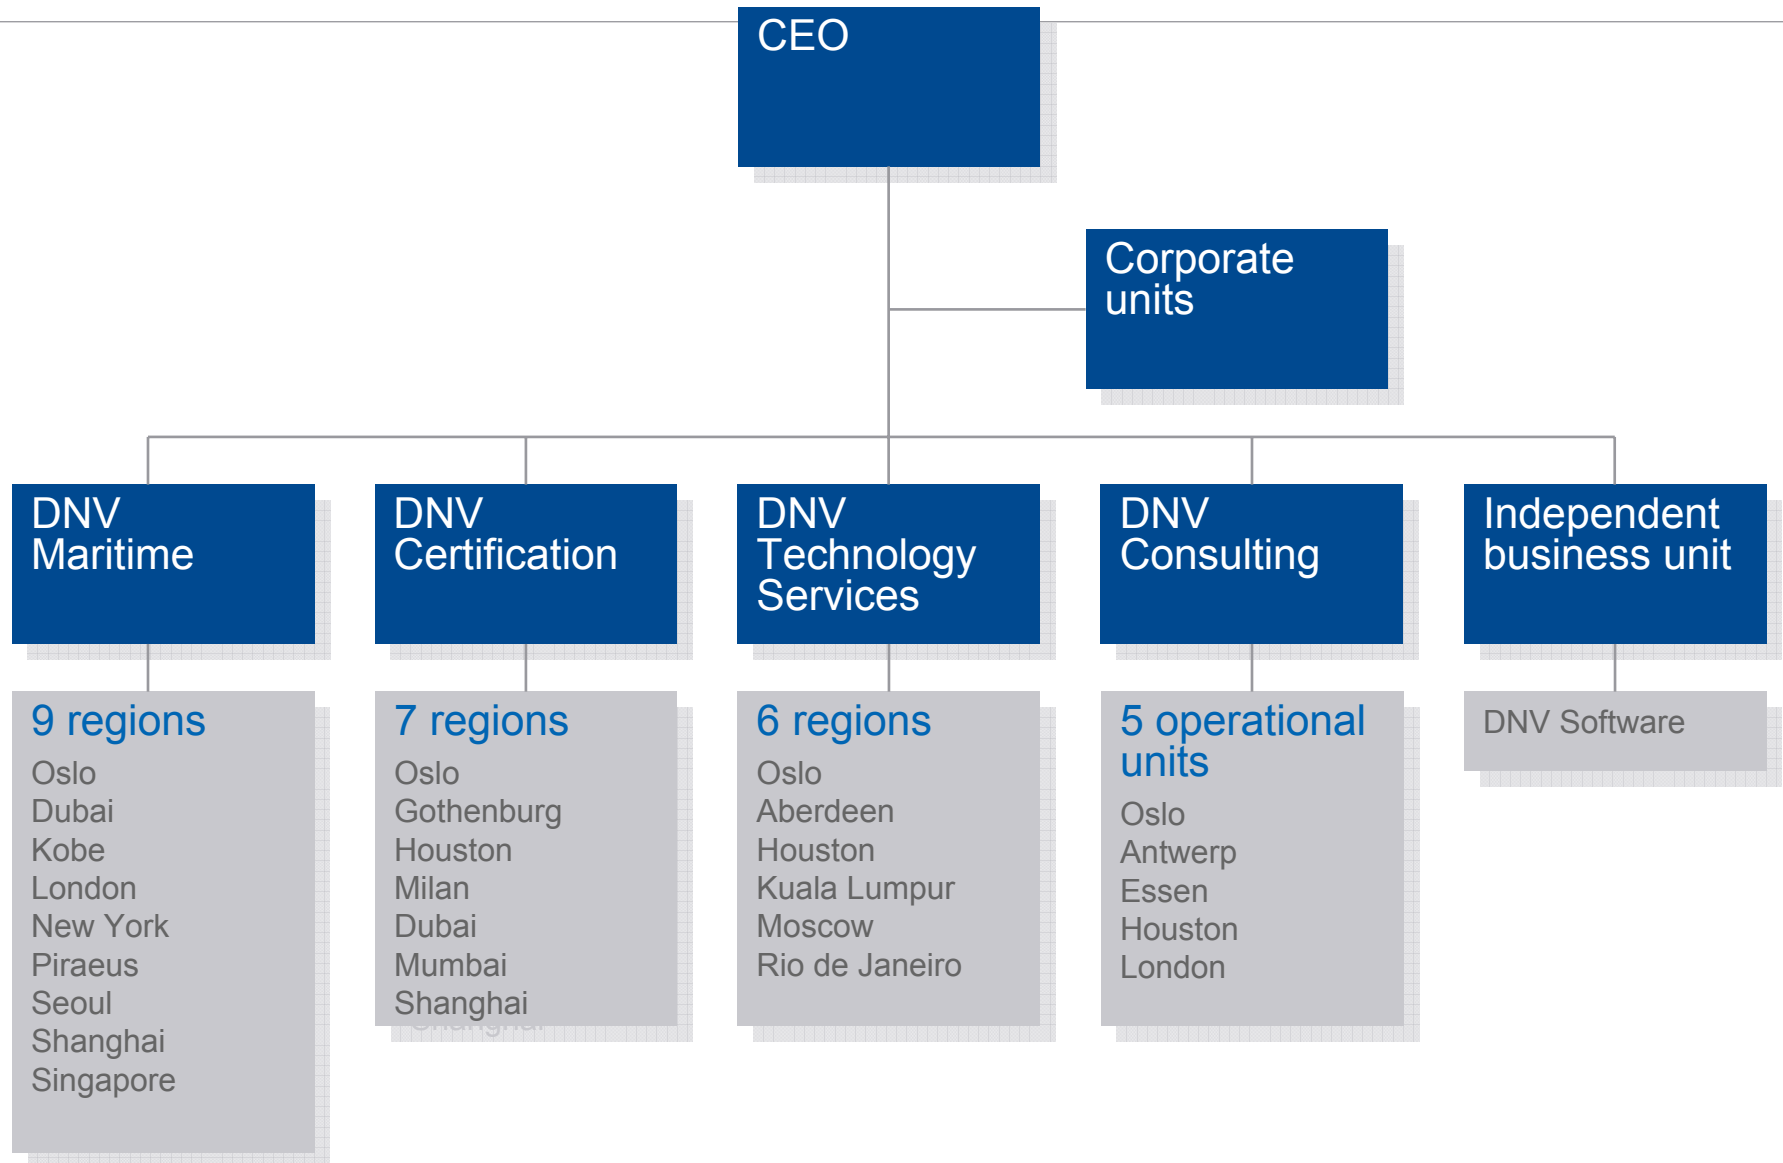 CEO
Corporate
units
DNV
Maritime
DNV
Certification
DNV
Technology
Services
DNV
Consulting
Independent
business unit
9 regions
Oslo
Dubai
Kobe
London
New York
Piraeus
Seoul
Shanghai
Singapore
7 regions
Oslo
Gothenburg
Houston
Milan
Dubai
Mumbai
Shanghai
6 regions
Oslo
Aberdeen
Houston
Kuala Lumpur
Moscow
Rio de Janeiro
5 operational
units
Oslo
Antwerp
Essen
Houston
London
DNV Software